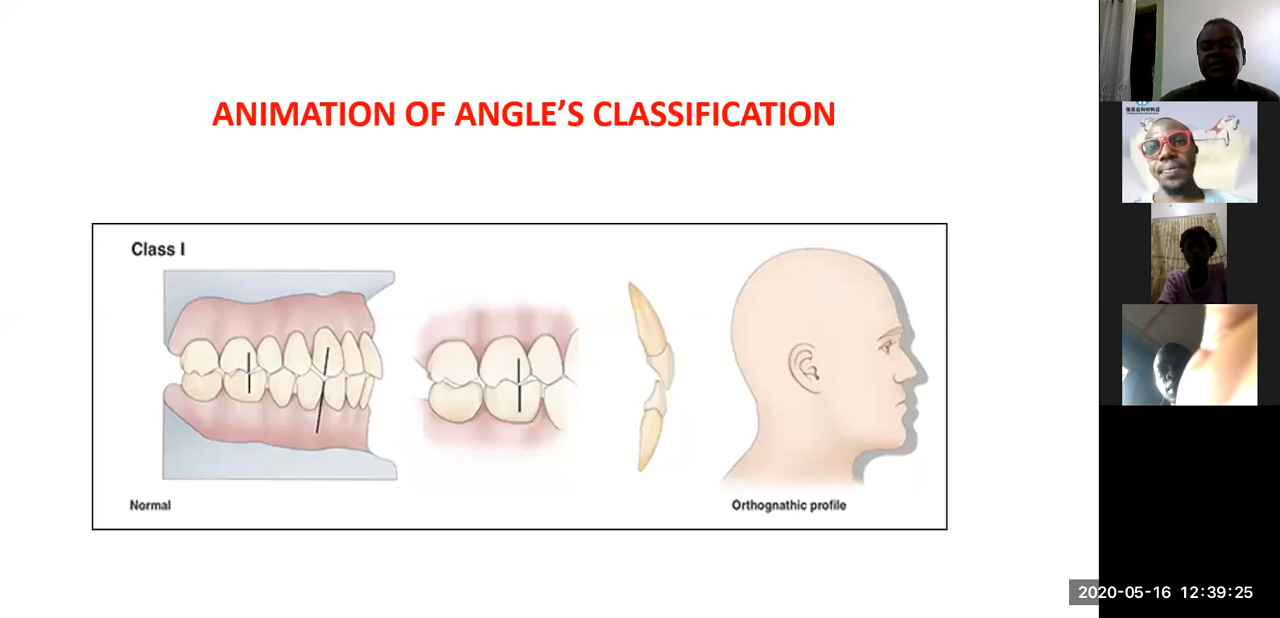 ANIMATION OF ANGLE’S CLASSIFICATION
Class I
Normal
Orthognathic profile
2020-05-16 12:39:25